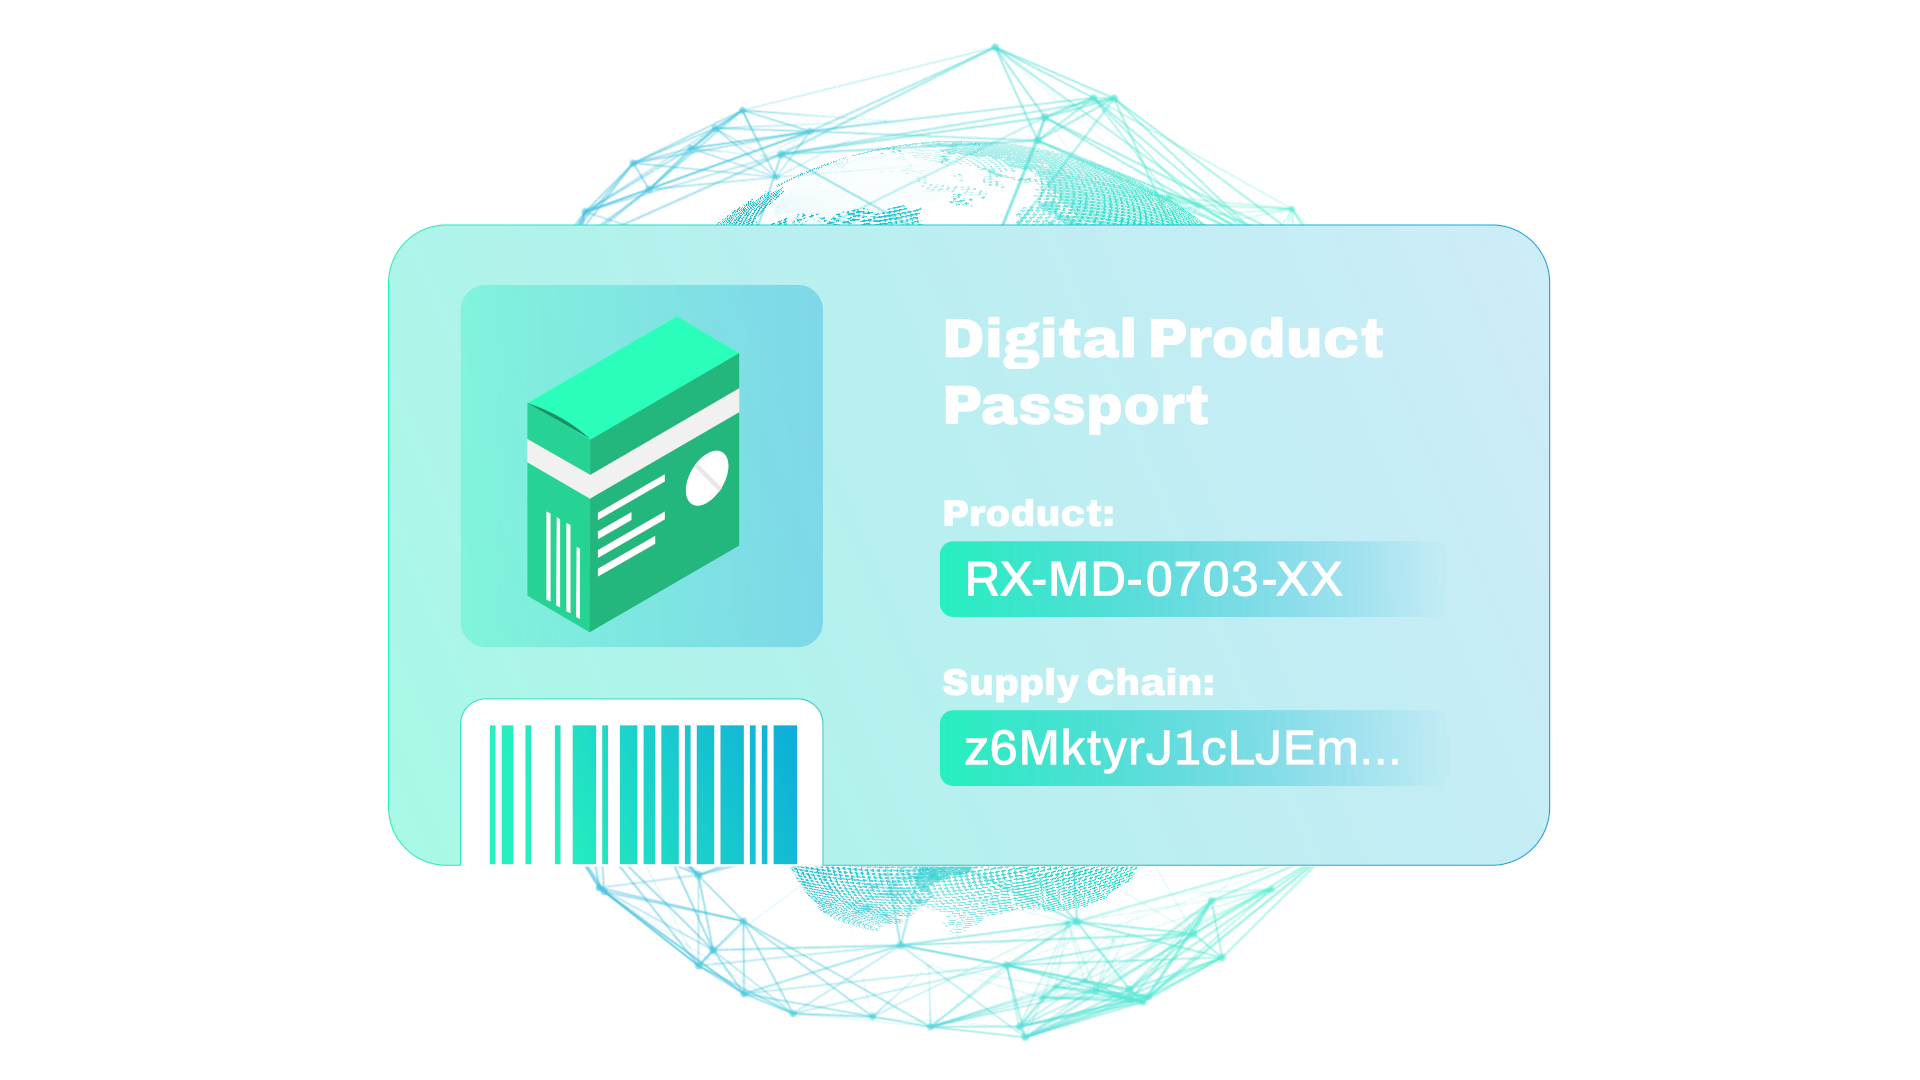 Digital Product
Passport
Product:
RX-MD-0703-XX
Supply Chain:
z6MktyrJ1cLJEm...